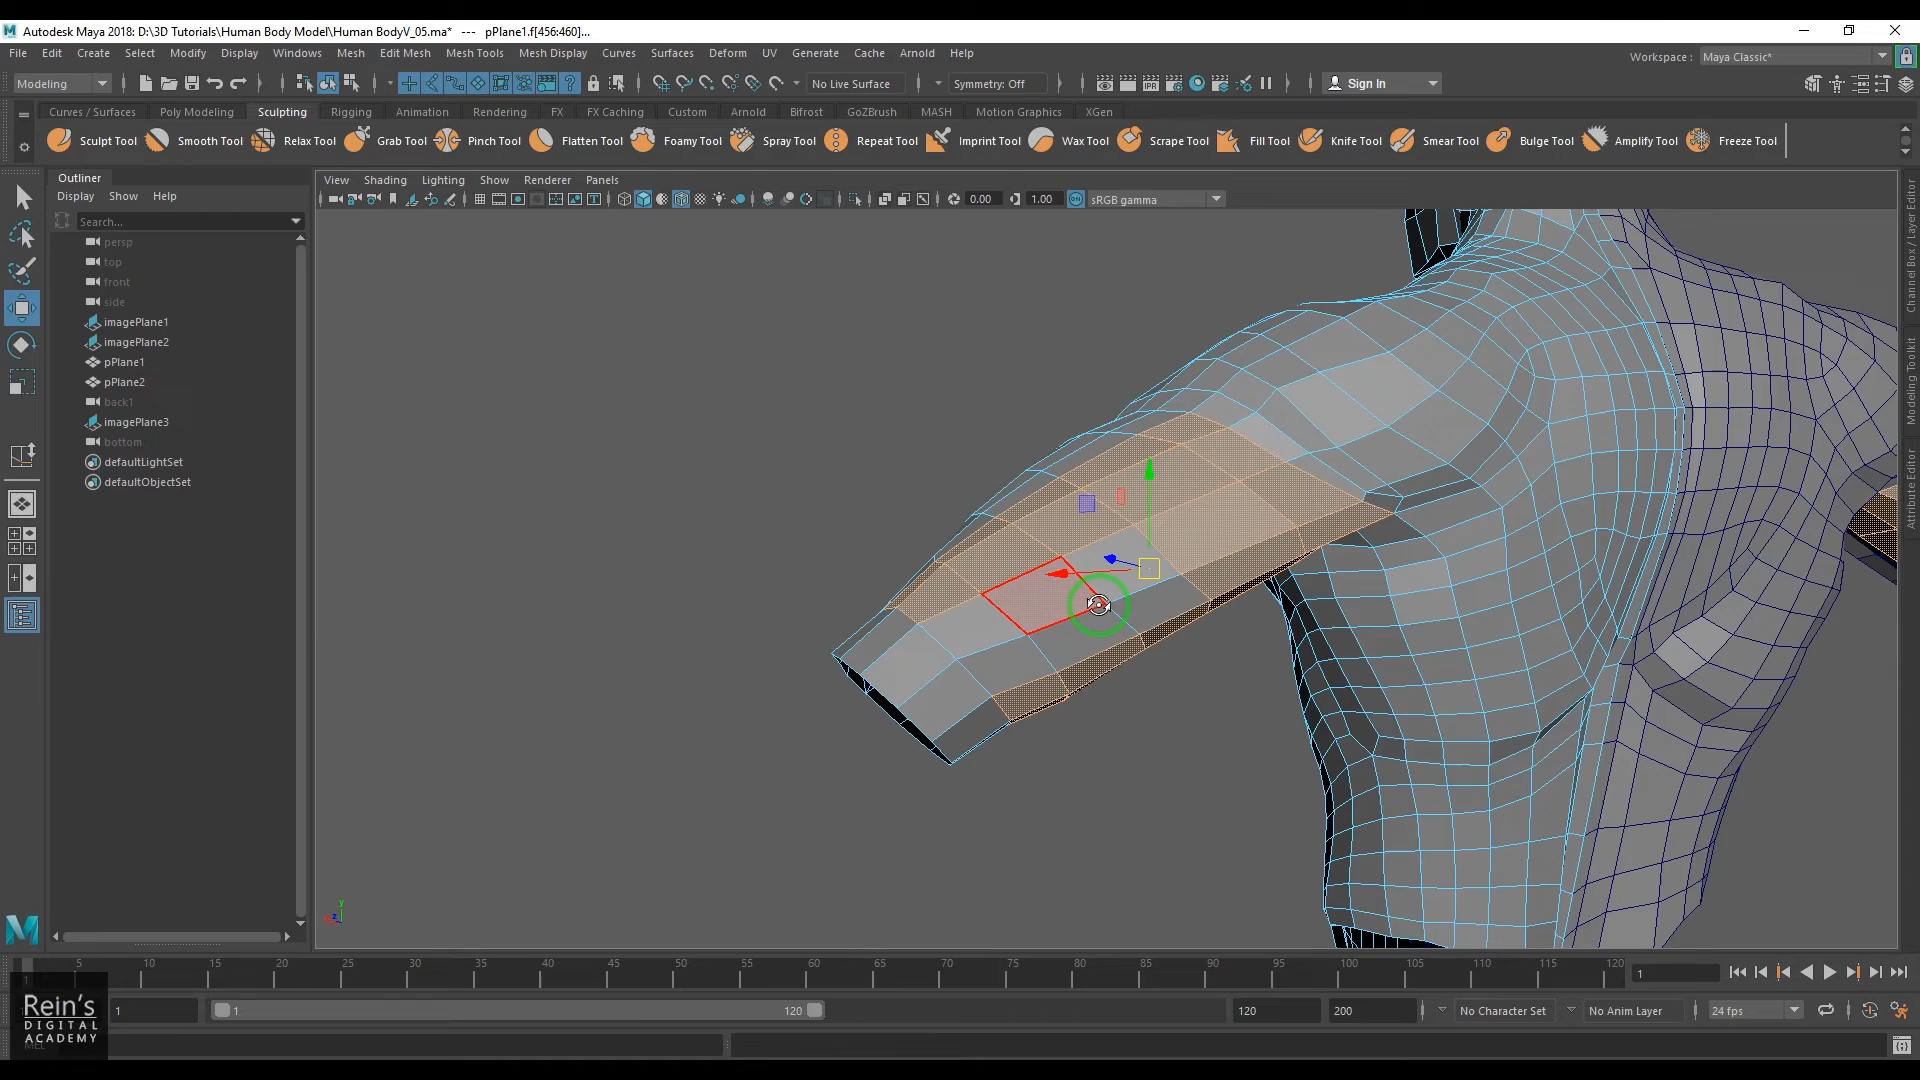 Autodesk Maya 2018: D:\3D Tutorials\Human Body Model\Human BodyV_05.ma* --- pPlane1.f[456:460]...
File Edit Create Select Modify Display Windows Mesh Edit Mesh Mesh Tools Mesh Display Curves Surfaces Deform UV Generate Cache Arnold Help
Workspace : Maya Classic*
Modeling No Live Surface Symmetry: Off IPR Sign In
Curves / Surfaces Poly Modeling Sculpting Rigging Animation Rendering FX FX Caching Custom Arnold Bifrost GoZBrush MASH Motion Graphics XGen
Sculpt Tool Smooth Tool Relax Tool Grab Tool Pinch Tool Flatten Tool Foamy Tool Spray Tool Repeat Tool Imprint Tool Wax Tool Scrape Tool Fill Tool Knife Tool Smear Tool Bulge Tool Amplify Tool Freeze Tool
Outliner
Display Show Help
Search...
persp
top
front
side
imagePlane1
imagePlane2
pPlane1
pPlane2
back1
imagePlane3
bottom
defaultLightSet
defaultObjectSet
View Shading Lighting Show Renderer Panels
0.00 1.00 sRGB gamma
Channel Box / Layer Editor
Modeling Toolkit
Attribute Editor
y
z
5 10 15 20 25 30 35 40 45 50 55 60 65 70 75 80 85 90 95 100 105 110 115 120
1
1 1 120 120 200 No Character Set No Anim Layer 24 fps
Rein's
DIGITAL
ACADEMY
MEL